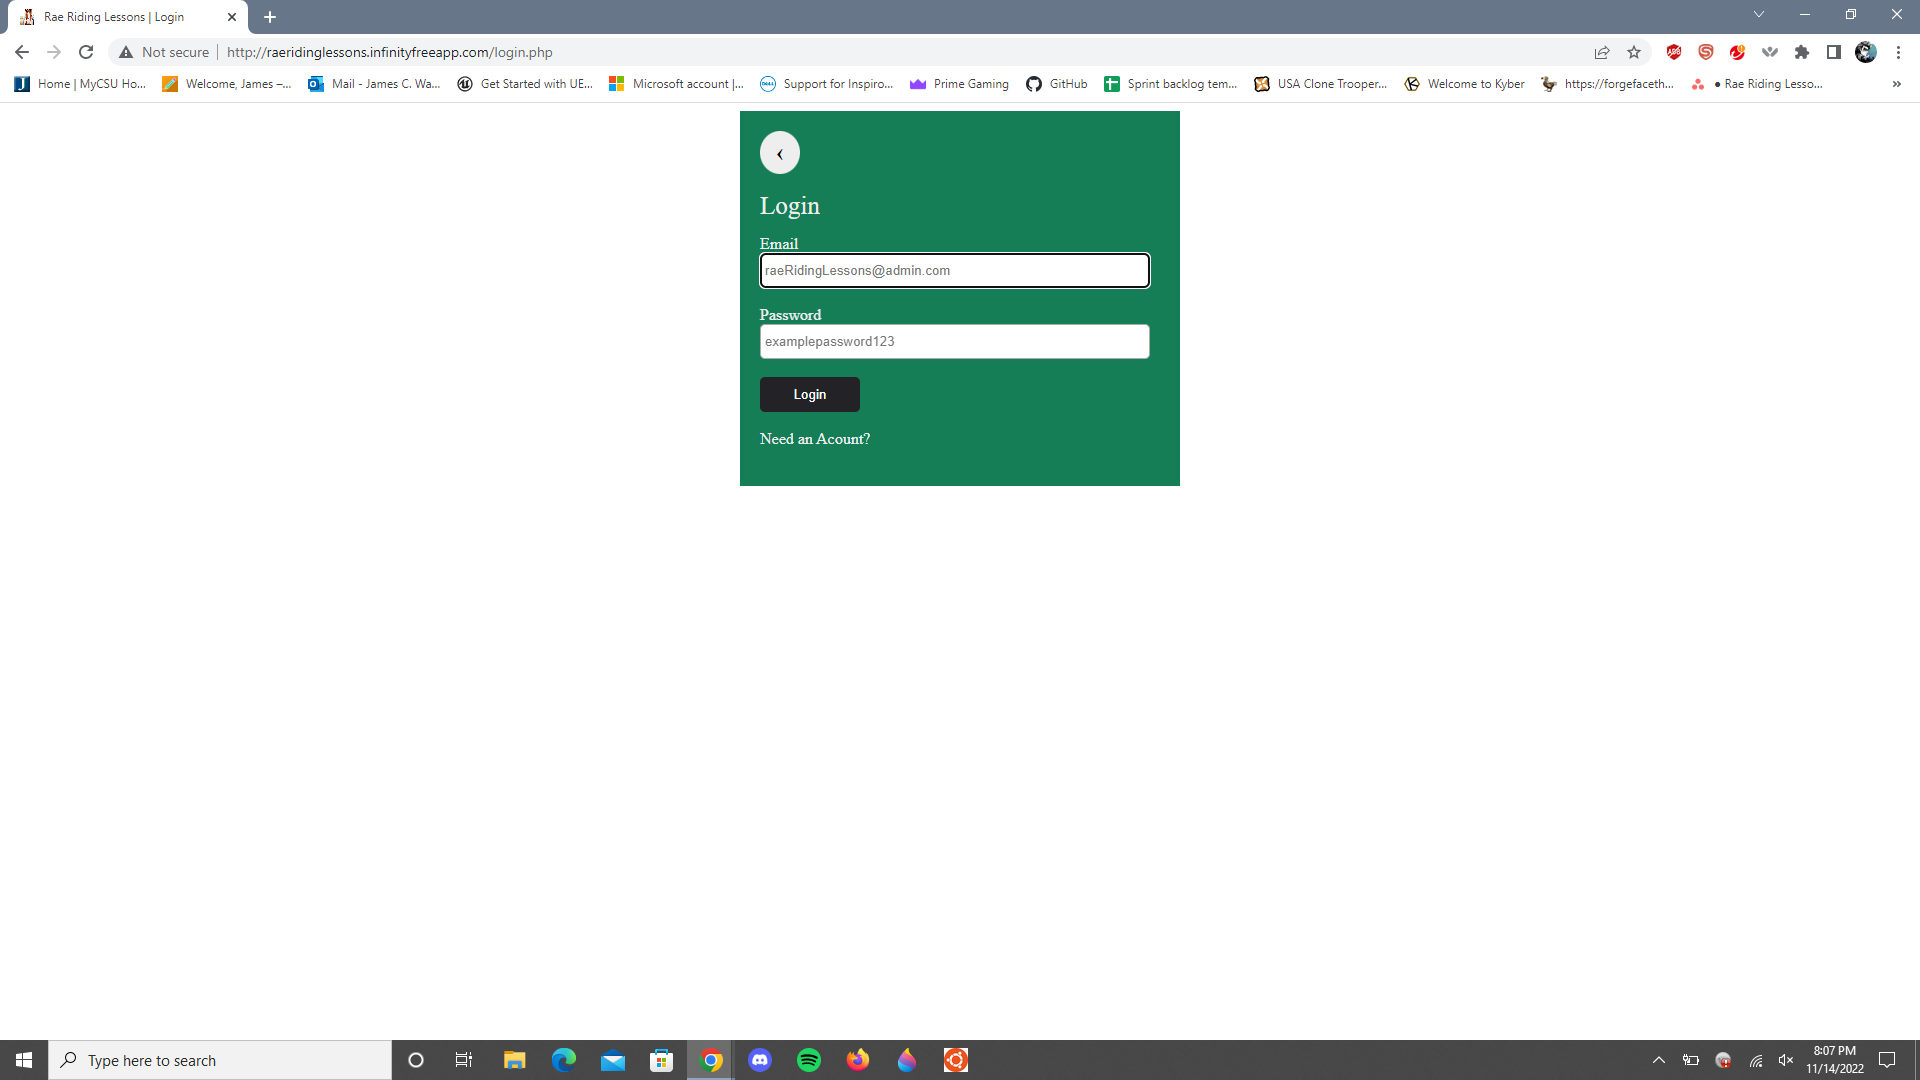 Rae Riding Lessons | Login
Not secure
http://raeridinglessons.infinityfreeapp.com/login.php
Home | MyCSU Ho...
Welcome, James –...
Mail - James C. Wa...
Get Started with UE...
Microsoft account |...
Support for Inspiro...
Prime Gaming
GitHub
Sprint backlog tem...
USA Clone Trooper...
Welcome to Kyber
https://forgefaceth...
● Rae Riding Lesso...
»
‹
Login
Email
raeRidingLessons@admin.com
Password
examplepassword123
Login
Need an Acount?
Type here to search
8:07 PM
11/14/2022